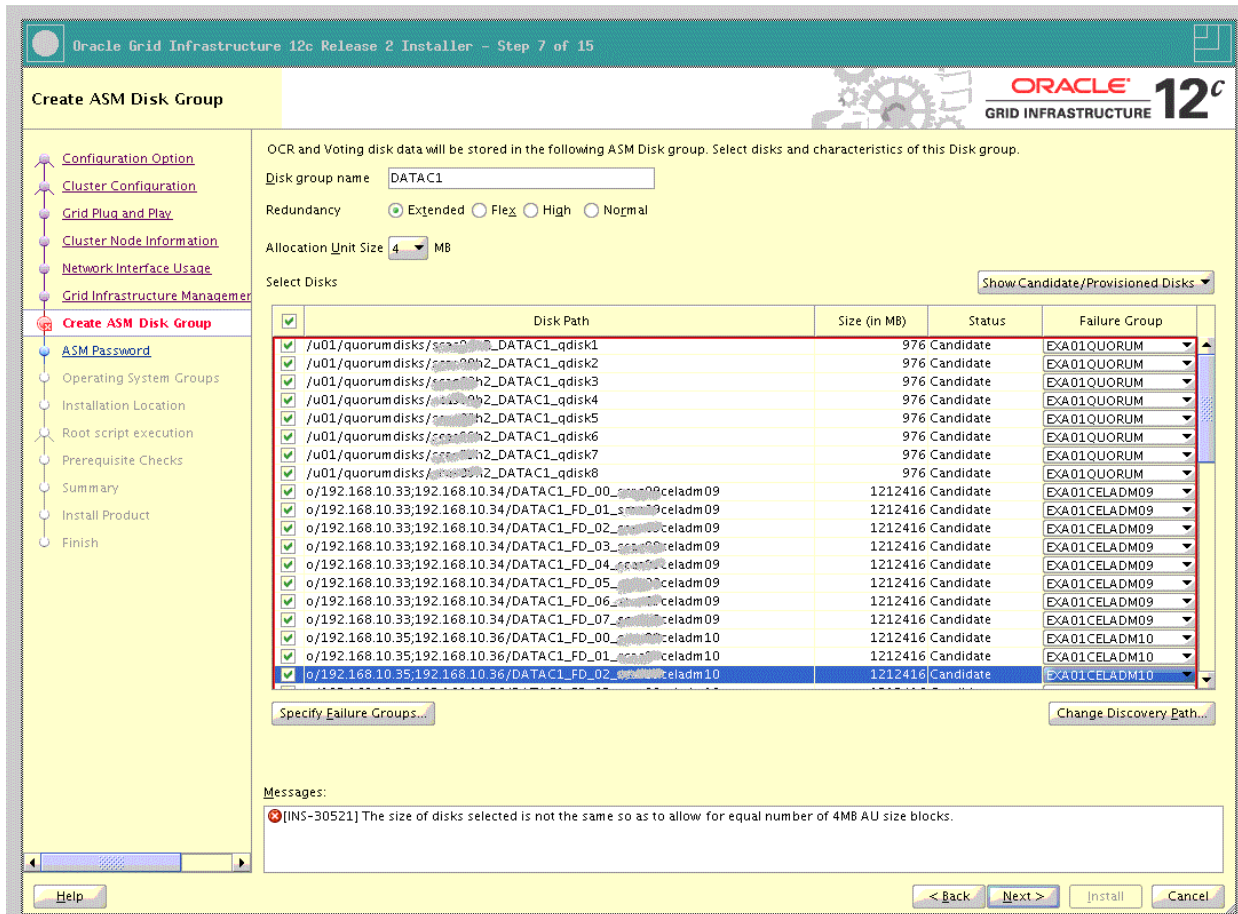 Oracle Grid Infrastructure 12c Release 2 Installer - Step 7 of 15
Create ASM Disk Group
ORACLE
GRID INFRASTRUCTURE 12c
Configuration Option
Cluster Configuration
Grid Plug and Play
Cluster Node Information
Network Interface Usage
Grid Infrastructure Managemen
Create ASM Disk Group
ASM Password
Operating System Groups
Installation Location
Root script execution
Prerequisite Checks
Summary
Install Product
Finish
OCR and Voting disk data will be stored in the following ASM Disk group. Select disks and characteristics of this Disk group.
Disk group name DATAC1
Redundancy Extended Flex High Normal
Allocation Unit Size 4 MB
Select Disks Show Candidate/Provisioned Disks
Disk Path Size (in MB) Status Failure Group
/u01/quorumdisks/ _DATAC1_qdisk1 976 Candidate EXA01QUORUM
/u01/quorumdisks/ h2_DATAC1_qdisk2 976 Candidate EXA01QUORUM
/u01/quorumdisks/ h2_DATAC1_qdisk3 976 Candidate EXA01QUORUM
/u01/quorumdisks/ h2_DATAC1_qdisk4 976 Candidate EXA01QUORUM
/u01/quorumdisks/ h2_DATAC1_qdisk5 976 Candidate EXA01QUORUM
/u01/quorumdisks/ h2_DATAC1_qdisk6 976 Candidate EXA01QUORUM
/u01/quorumdisks/ h2_DATAC1_qdisk7 976 Candidate EXA01QUORUM
/u01/quorumdisks/ h2_DATAC1_qdisk8 976 Candidate EXA01QUORUM
o/192.168.10.33;192.168.10.34/DATAC1_FD_00_ celadm09 1212416 Candidate EXA01CELADM09
o/192.168.10.33;192.168.10.34/DATAC1_FD_01_ celadm09 1212416 Candidate EXA01CELADM09
o/192.168.10.33;192.168.10.34/DATAC1_FD_02_ celadm09 1212416 Candidate EXA01CELADM09
o/192.168.10.33;192.168.10.34/DATAC1_FD_03_ celadm09 1212416 Candidate EXA01CELADM09
o/192.168.10.33;192.168.10.34/DATAC1_FD_04_ celadm09 1212416 Candidate EXA01CELADM09
o/192.168.10.33;192.168.10.34/DATAC1_FD_05_ celadm09 1212416 Candidate EXA01CELADM09
o/192.168.10.33;192.168.10.34/DATAC1_FD_06_ celadm09 1212416 Candidate EXA01CELADM09
o/192.168.10.33;192.168.10.34/DATAC1_FD_07_ celadm09 1212416 Candidate EXA01CELADM09
o/192.168.10.35;192.168.10.36/DATAC1_FD_00_ celadm10 1212416 Candidate EXA01CELADM10
o/192.168.10.35;192.168.10.36/DATAC1_FD_01_ celadm10 1212416 Candidate EXA01CELADM10
o/192.168.10.35;192.168.10.36/DATAC1_FD_02_ celadm10 1212416 Candidate EXA01CELADM10
Specify Failure Groups... Change Discovery Path...
Messages:
[INS-30521] The size of disks selected is not the same so as to allow for equal number of 4MB AU size blocks.
Help < Back Next > Install Cancel